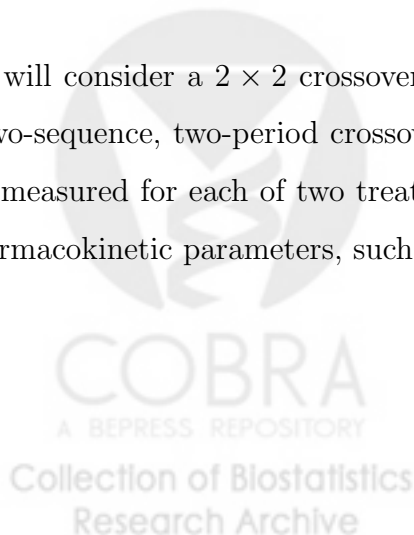 will consider a 2 × 2 crossover
wo-sequence, two-period crossov
measured for each of two treat
rmacokinetic parameters, such
COBRA
A BEPRESS REPOSITORY
Collection of Biostatistics
Research Archive